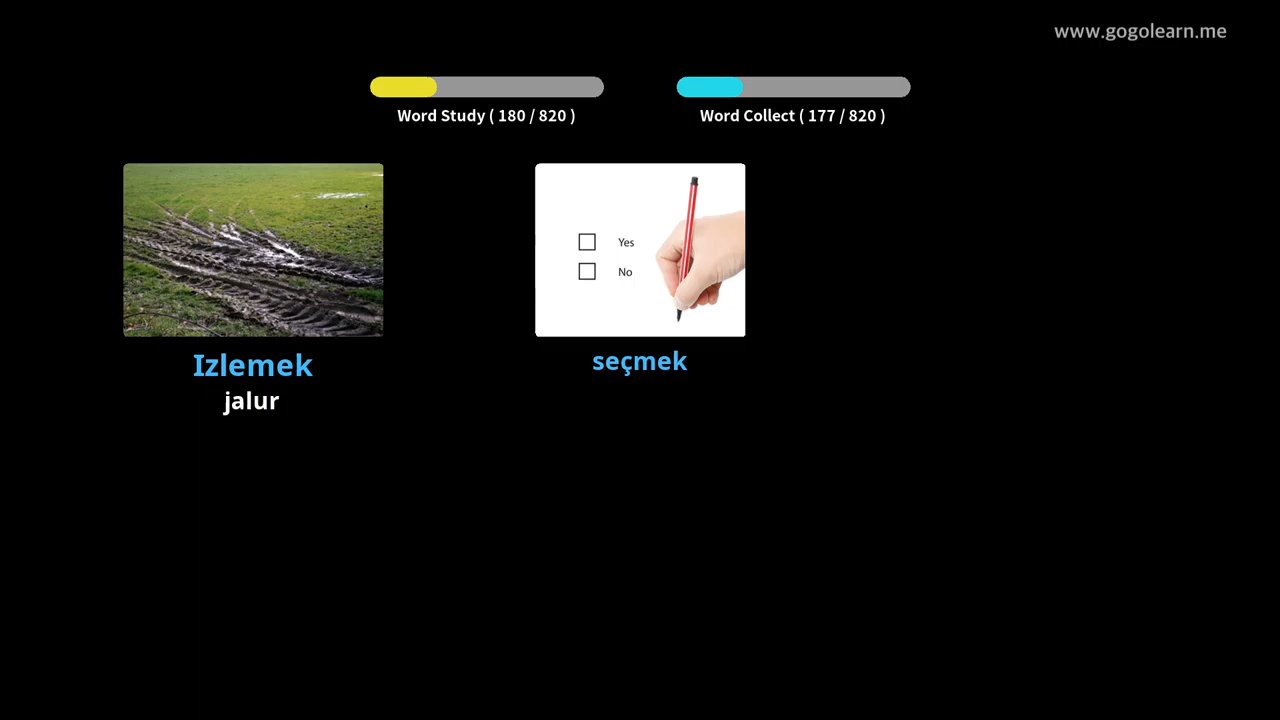 www.gogolearn.me
Word Study ( 180 / 820 )
Word Collect ( 177 / 820 )
Yes
No
Izlemek
seçmek
jalur